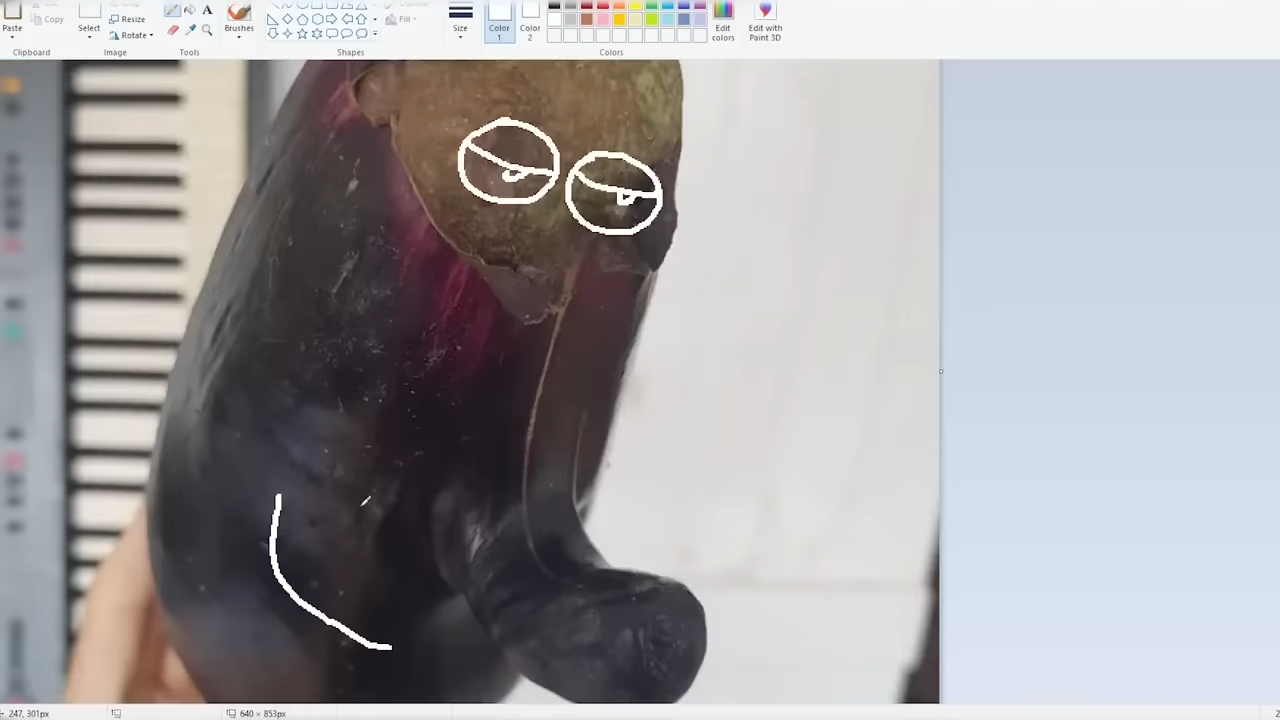 Paste
Copy
Select
Resize
Rotate
A
Brushes
Fill
Size
Color
1
Color
2
Edit
colors
Edit with
Paint 3D
Clipboard
Image
Tools
Shapes
Colors
247, 301px
640 × 853px